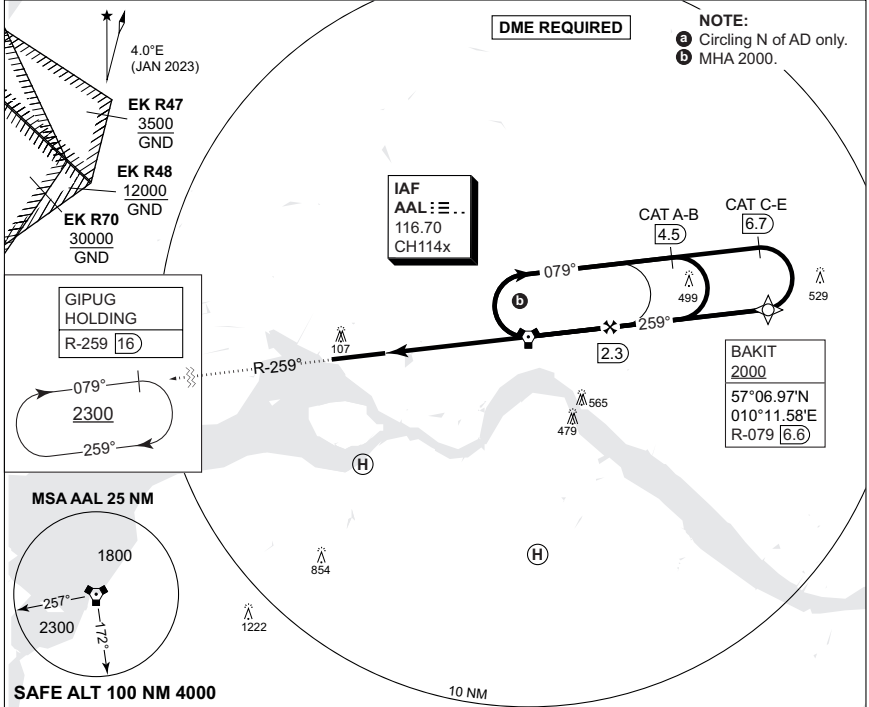 DME REQUIRED
NOTE:
a Circling N of AD only.
b MHA 2000.
4.0°E
(JAN 2023)
EK R47
3500
GND
EK R48
12000
GND
EK R70
30000
GND
IAF
AAL
116.70
CH114x
CAT A-B
4.5
CAT C-E
6.7
079°
b
499
529
259°
2.3
GIPUG
HOLDING
R-259 16
079°
2300
259°
107
R-259°
BAKIT
2000
57°06.97'N
010°11.58'E
R-079 6.6
565
479
H
H
MSA AAL 25 NM
1800
257°
2300
172°
854
1222
SAFE ALT 100 NM 4000
10 NM